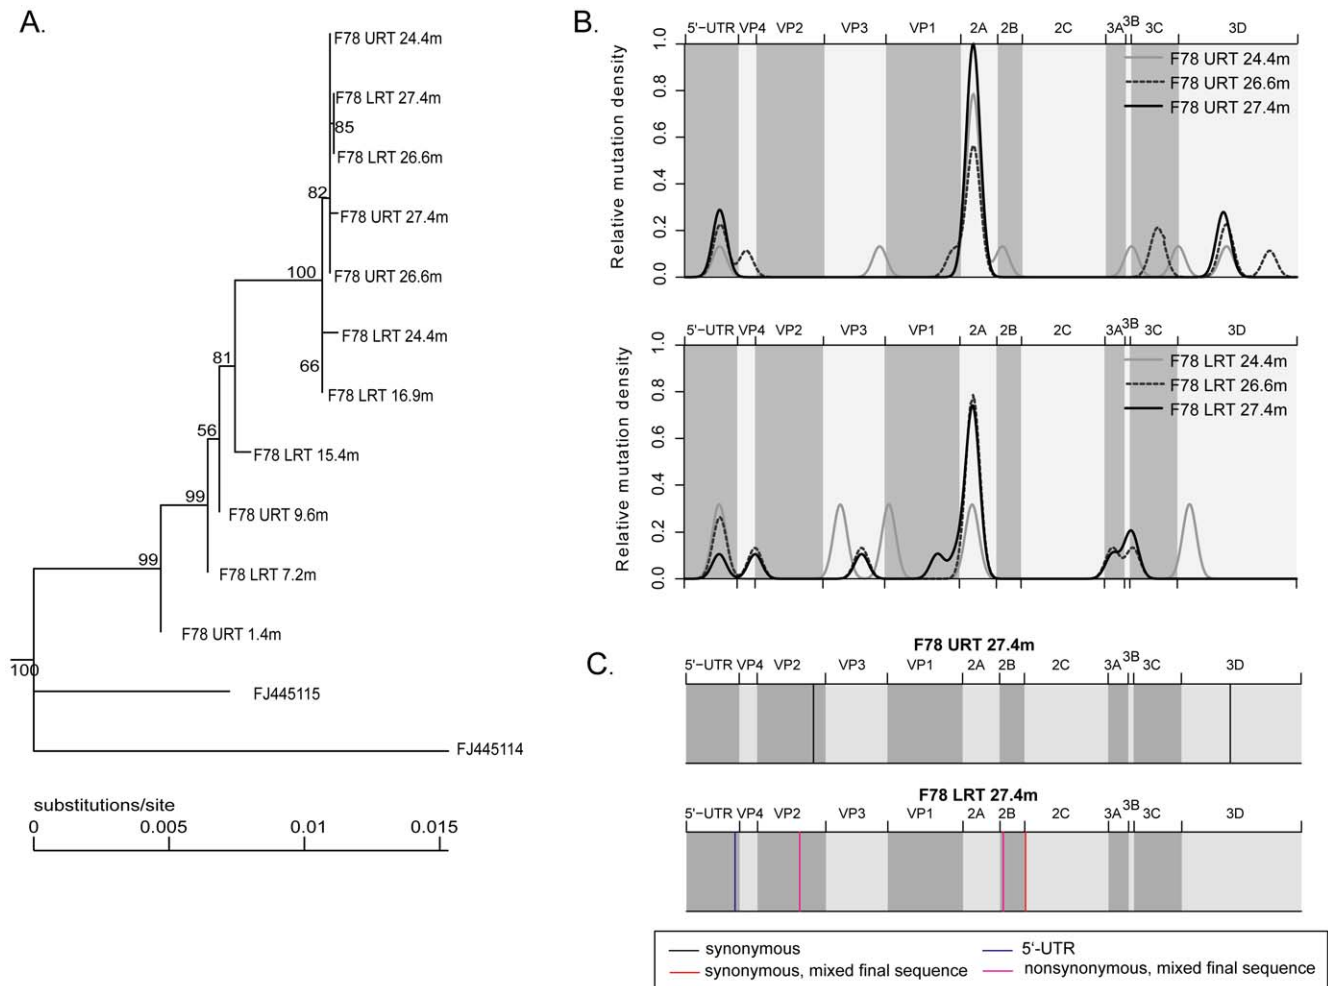 A.
F78 URT 24.4m
F78 LRT 27.4m
85
F78 LRT 26.6m
82
F78 URT 27.4m
100
F78 URT 26.6m
F78 LRT 24.4m
81
66
F78 LRT 16.9m
56
F78 LRT 15.4m
99
F78 URT 9.6m
99
F78 LRT 7.2m
F78 URT 1.4m
100
FJ445115
FJ445114
substitutions/site
0 0.005 0.01 0.015
B.
5'-UTR VP4 VP2 VP3 VP1 2A 2B 2C 3A 3B 3C 3D
Relative mutation density
1.0
0.8
0.6
0.4
0.2
0.0
F78 URT 24.4m
F78 URT 26.6m
F78 URT 27.4m
5'-UTR VP4 VP2 VP3 VP1 2A 2B 2C 3A 3B 3C 3D
Relative mutation density
1.0
0.8
0.6
0.4
0.2
0.0
F78 LRT 24.4m
F78 LRT 26.6m
F78 LRT 27.4m
C.
F78 URT 27.4m
5'-UTR VP4 VP2 VP3 VP1 2A 2B 2C 3A 3B 3C 3D
F78 LRT 27.4m
5'-UTR VP4 VP2 VP3 VP1 2A 2B 2C 3A 3B 3C 3D
synonymous
5'-UTR
synonymous, mixed final sequence
nonsynonymous, mixed final sequence